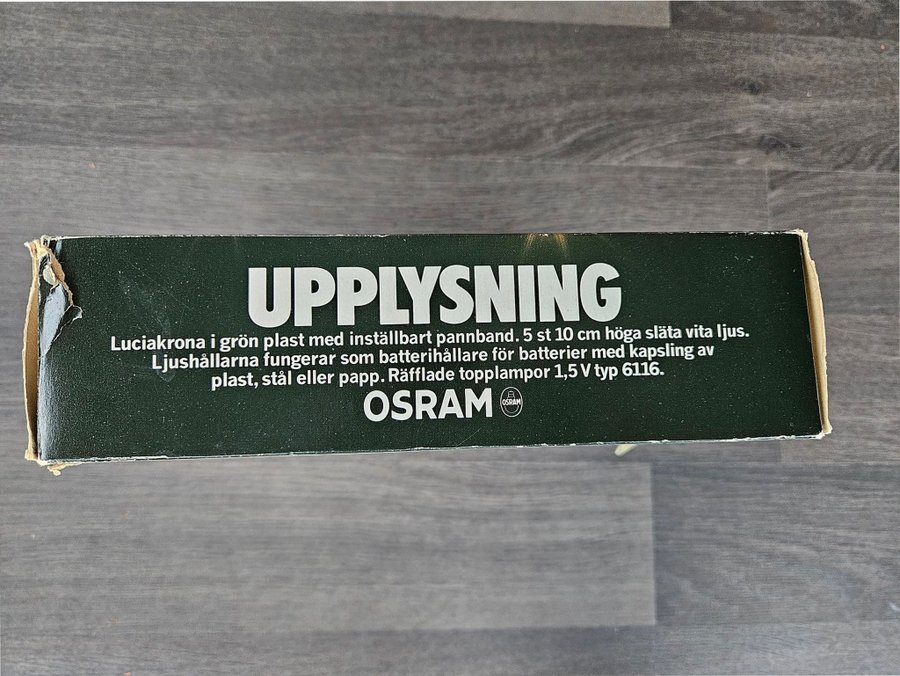 UPPLYSNING
Luciakrona i grön plast med inställbart pannband. 5 st 10 cm höga släta vita ljus.
Ljushållarna fungerar som batterihållare för batterier med kapsling av
plast, stål eller papp. Räfflade topplampor 1,5 V typ 6116.
OSRAM OSRAM